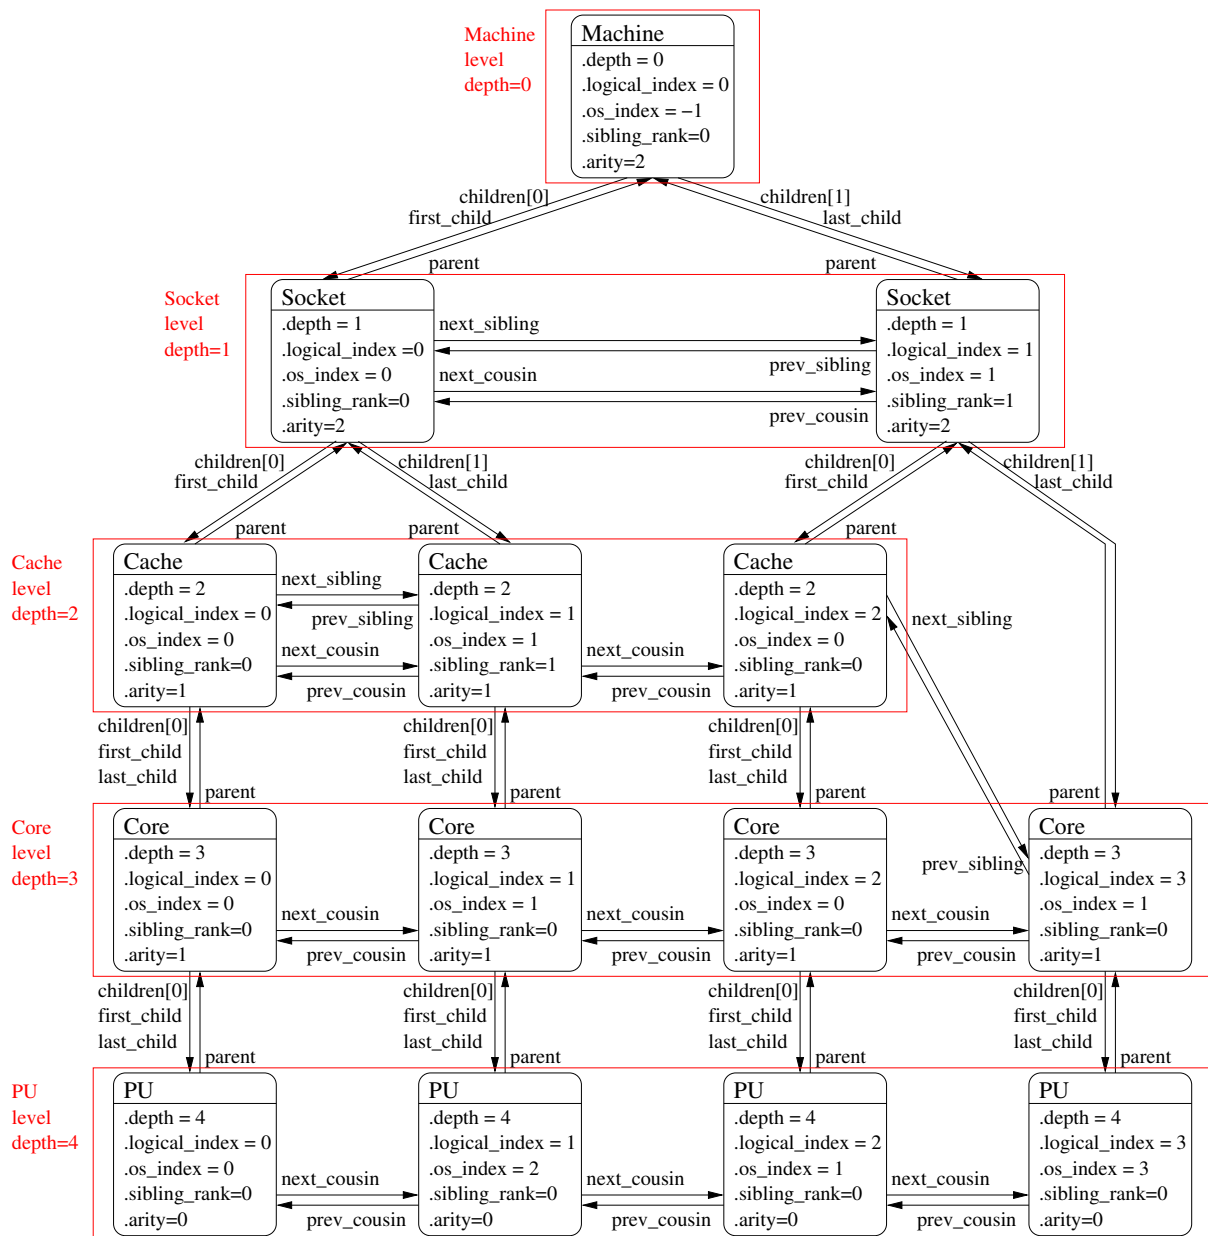 Machine
level
depth=0
Machine
.depth = 0
.logical_index = 0
.os_index = −1
.sibling_rank=0
.arity=2
children[0]
first_child
children[1]
last_child
parent
parent
Socket
level
depth=1
Socket
.depth = 1
.logical_index =0
.os_index = 0
.sibling_rank=0
.arity=2
next_sibling
prev_sibling
next_cousin
prev_cousin
Socket
.depth = 1
.logical_index = 1
.os_index = 1
.sibling_rank=1
.arity=2
children[0]
first_child
children[1]
last_child
children[0]
first_child
children[1]
last_child
parent
parent
parent
Cache
level
depth=2
Cache
.depth = 2
.logical_index = 0
.os_index = 0
.sibling_rank=0
.arity=1
next_sibling
prev_sibling
next_cousin
prev_cousin
Cache
.depth = 2
.logical_index = 1
.os_index = 1
.sibling_rank=1
.arity=1
next_cousin
prev_cousin
Cache
.depth = 2
.logical_index = 2
.os_index = 0
.sibling_rank=0
.arity=1
next_sibling
prev_sibling
children[0]
first_child
last_child
parent
children[0]
first_child
last_child
parent
children[0]
first_child
last_child
parent
parent
Core
level
depth=3
Core
.depth = 3
.logical_index = 0
.os_index = 0
.sibling_rank=0
.arity=1
next_cousin
prev_cousin
Core
.depth = 3
.logical_index = 1
.os_index = 1
.sibling_rank=0
.arity=1
next_cousin
prev_cousin
Core
.depth = 3
.logical_index = 2
.os_index = 0
.sibling_rank=0
.arity=1
next_cousin
prev_cousin
Core
.depth = 3
.logical_index = 3
.os_index = 1
.sibling_rank=0
.arity=1
children[0]
first_child
last_child
parent
children[0]
first_child
last_child
parent
children[0]
first_child
last_child
parent
children[0]
first_child
last_child
parent
PU
level
depth=4
PU
.depth = 4
.logical_index = 0
.os_index = 0
.sibling_rank=0
.arity=0
next_cousin
prev_cousin
PU
.depth = 4
.logical_index = 1
.os_index = 2
.sibling_rank=0
.arity=0
next_cousin
prev_cousin
PU
.depth = 4
.logical_index = 2
.os_index = 1
.sibling_rank=0
.arity=0
next_cousin
prev_cousin
PU
.depth = 4
.logical_index = 3
.os_index = 3
.sibling_rank=0
.arity=0